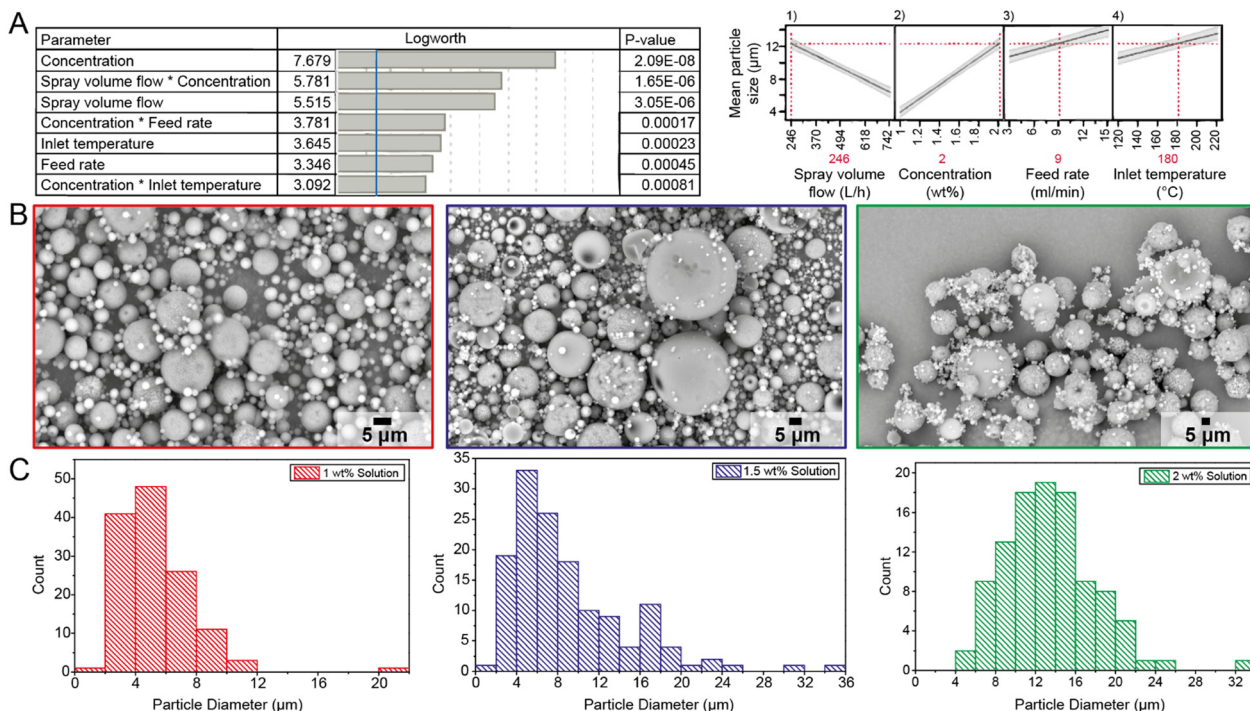 A
Parameter Logworth P-value
Concentration 7.679 2.09E-08
Spray volume flow * Concentration 5.781 1.65E-06
Spray volume flow 5.515 3.05E-06
Concentration * Feed rate 3.781 0.00017
Inlet temperature 3.645 0.00023
Feed rate 3.346 0.00045
Concentration * Inlet temperature 3.092 0.00081
1) 2) 3) 4)
Mean particle
size (µm)
12
8
4
246 370 494 618 742 1 1.2 1.4 1.6 1.8 2 3 6 9 12 15 120 140 160 180 200 220
246 2 9 180
Spray volume Concentration Feed rate Inlet temperature
flow (L/h) (wt%) (ml/min) (°C)
B
5 µm 5 µm 5 µm
C
1 wt% Solution
Count
50
40
30
20
10
0
0 4 8 12 16 20
Particle Diameter (µm)
1.5 wt% Solution
Count
35
30
25
20
15
10
5
0
0 4 8 12 16 20 24 28 32 36
Particle Diameter (µm)
2 wt% Solution
Count
20
16
12
8
4
0
0 4 8 12 16 20 24 28 32
Particle Diameter (µm)